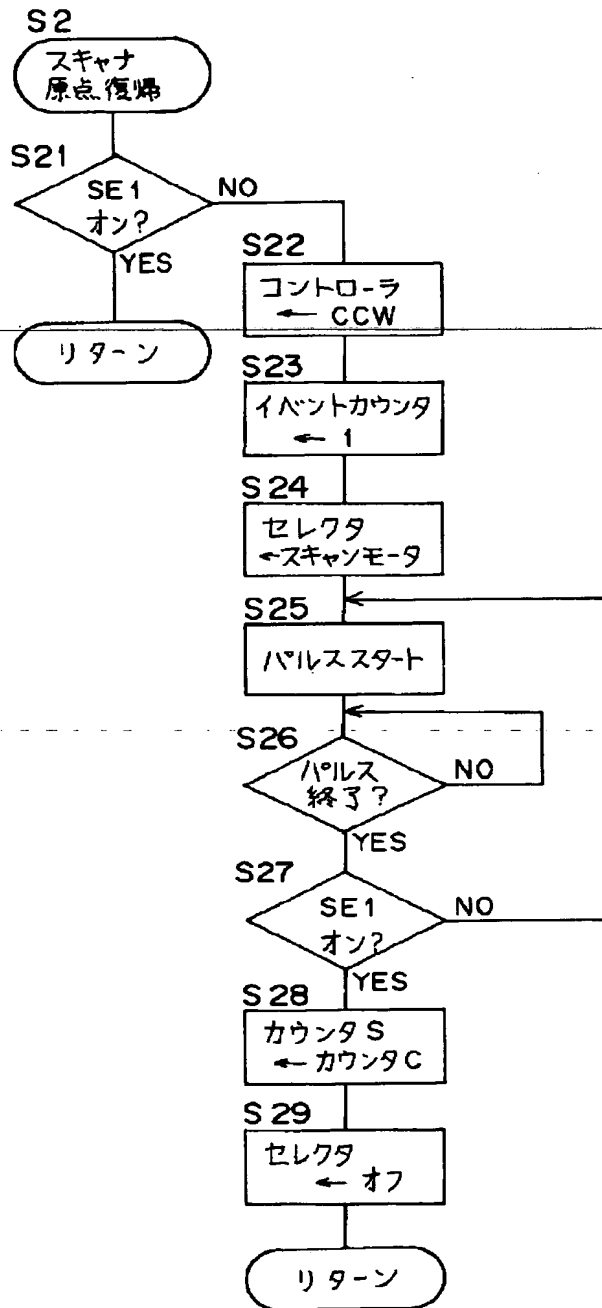 S2
スキャナ
原点復帰
S21
SE1
オン?
NO
YES
リターン
S22
コントローラ
← CCW
S23
イベントカウンタ
← 1
S24
セレクタ
←スキャンモータ
S25
パルススタート
S26
パルス
終了?
NO
YES
S27
SE1
オン?
NO
YES
S28
カウンタS
← カウンタC
S29
セレクタ
← オフ
リターン